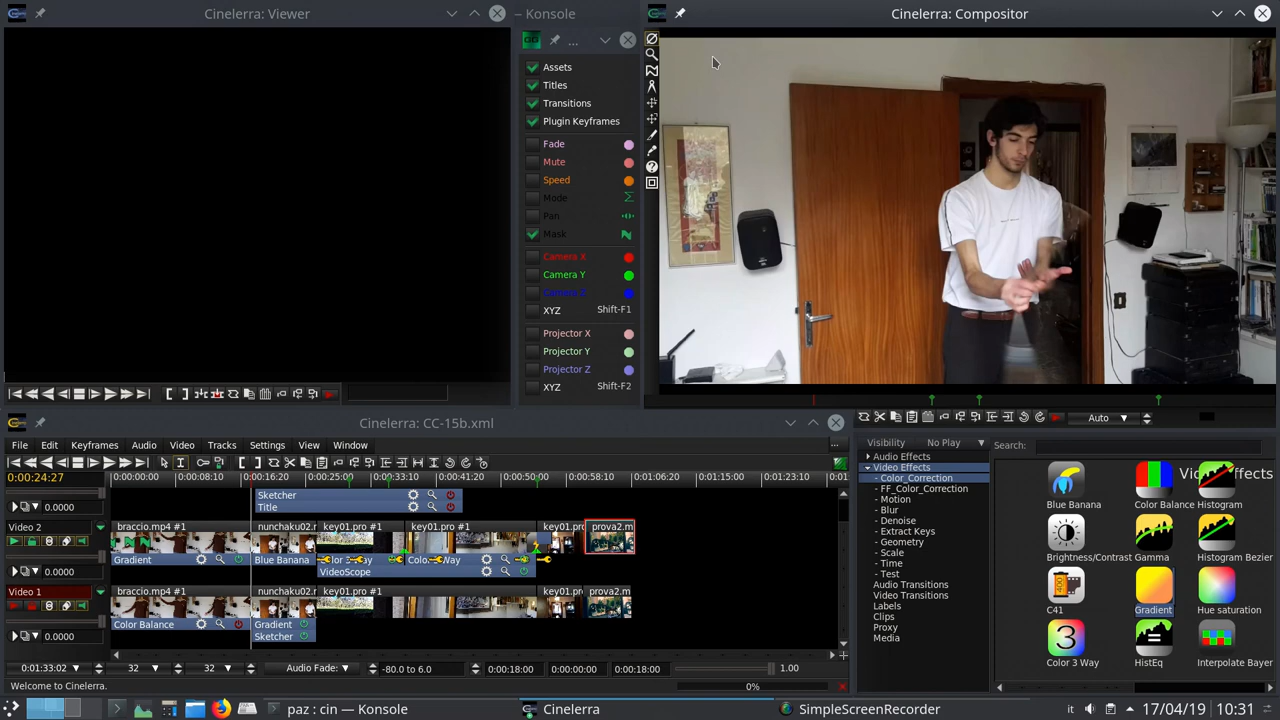 Cinelerra: Viewer
– Konsole
...
Assets
Titles
Transitions
Plugin Keyframes
Fade
Mute
Speed
Mode
Pan
Mask
Camera X
Camera Y
Camera Z
XYZ Shift-F1
Projector X
Projector Y
Projector Z
XYZ Shift-F2
Cinelerra: Compositor
Auto
Cinelerra: CC-15b.xml
File Edit Keyframes Audio Video Tracks Settings View Window ...
0:00:24:27
0:00:00:00 0:00:08:10 0:00:16:20 0:00:25:00 0:00:33:10 0:00:41:20 0:00:50:00 0:00:58:10 0:01:06:20 0:01:15:00 0:01:23:10
0.0000
Sketcher
Title
Video 2
braccio.mp4 #1 nunchaku02. key01.pro #1 key01.pro #1 key01.pro prova2.m
Gradient Blue Banana
0.0000
VideoScope
Video 1
braccio.mp4 #1 nunchaku02. key01.pro #1 key01.pro prova2.m
Color Balance Gradient
0.0000
Sketcher
0:01:33:02 32 32 Audio Fade: -80.0 to 6.0 0:00:18:00 0:00:00:00 0:00:18:00 1.00
Welcome to Cinelerra.
0%
Visibility No Play
Audio Effects
Video Effects
- Color_Correction
- FF_Color_Correction
- Motion
- Blur
- Denoise
- Extract Keys
- Geometry
- Scale
- Time
- Test
Audio Transitions
Video Transitions
Labels
Clips
Proxy
Media
Search:
Blue Banana Color Balance Histogram
Brightness/Contrast Gamma Histogram Bezier
C41 Gradient Hue saturation
3
Color 3 Way HistEq Interpolate Bayer
paz : cin — Konsole
Cinelerra
SimpleScreenRecorder
it
17/04/19
10:31